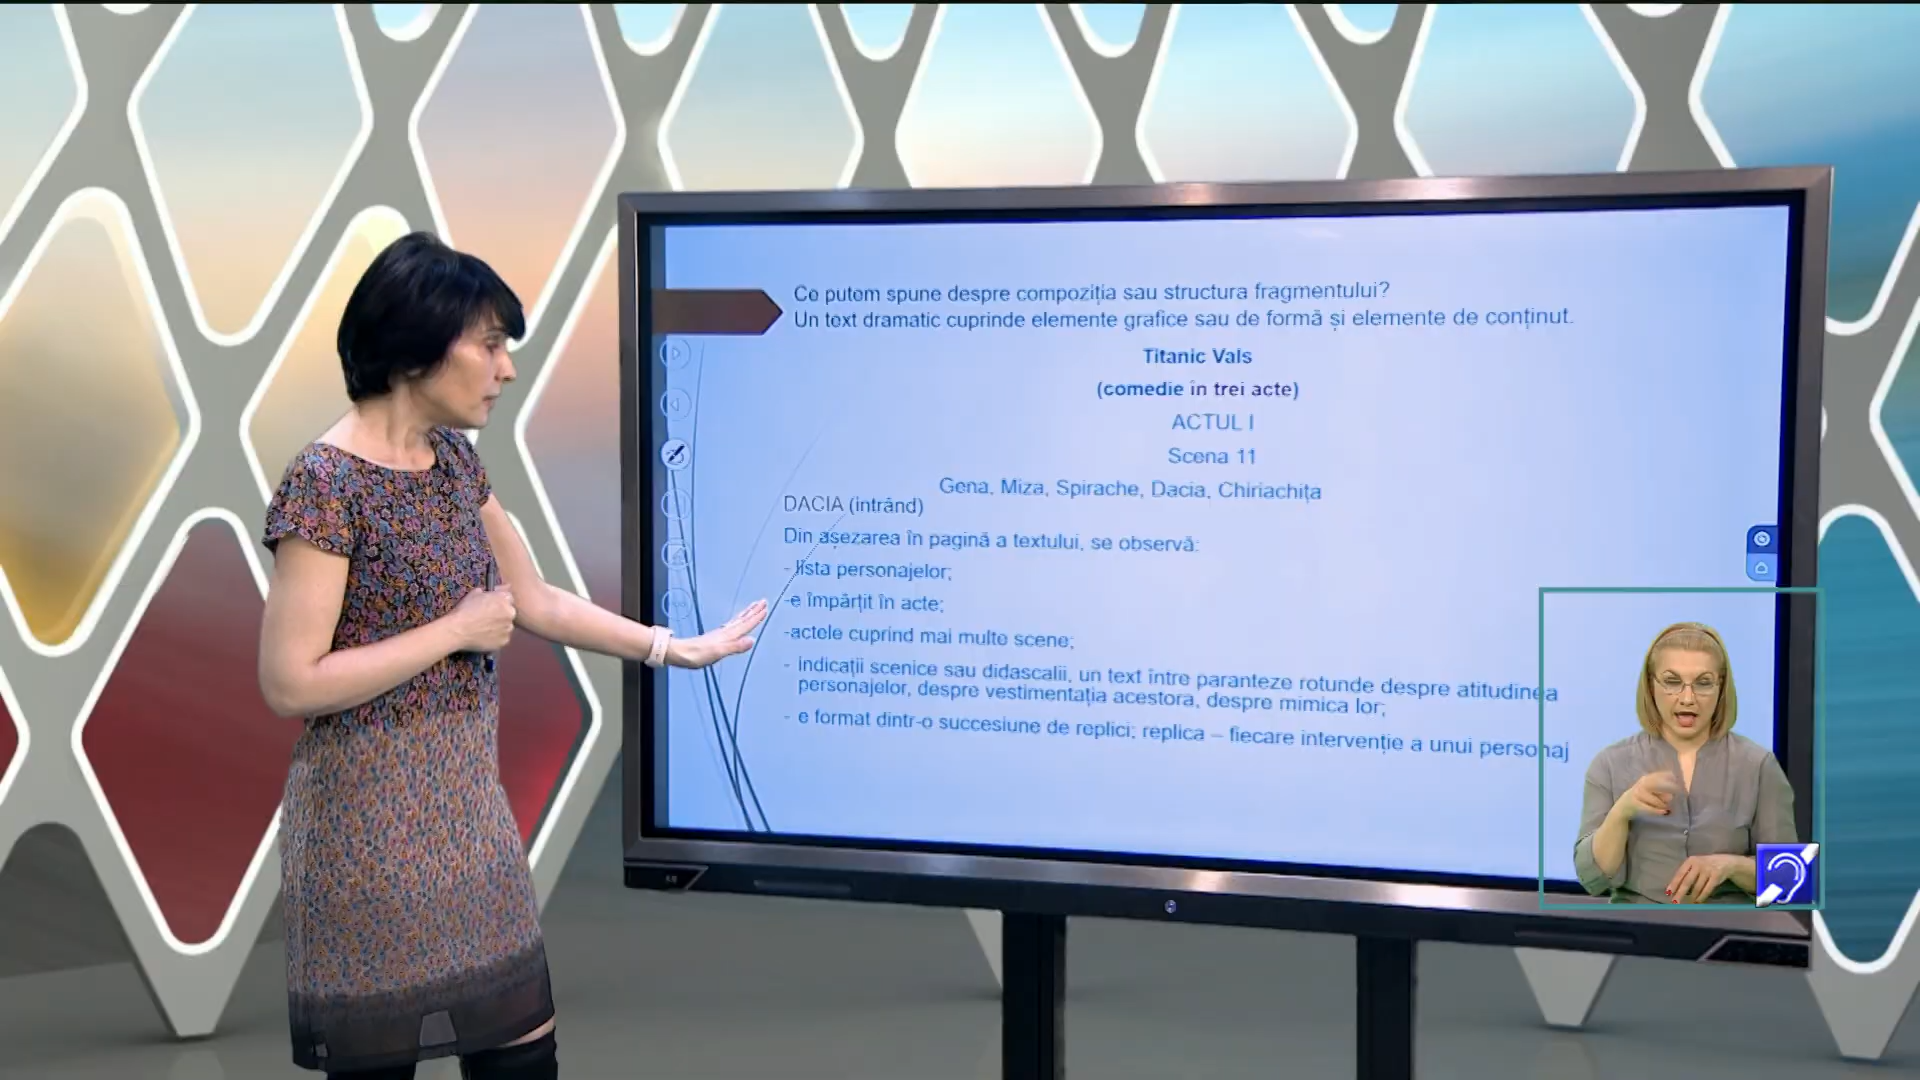 Ce putem spune despre compoziția sau structura fragmentului?
Un text dramatic cuprinde elemente grafice sau de formă și elemente de conținut.
Titanic Vals
(comedie în trei acte)
ACTUL I
Scena 11
Gena, Miza, Spirache, Dacia, Chiriachița
DACIA (intrând)
Din așezarea în pagină a textului, se observă:
- lista personajelor;
-e împărțit în acte;
-actele cuprind mai multe scene;
- indicații scenice sau didascalii, un text între paranteze rotunde despre atitudinea
personajelor, despre vestimentația acestora, despre mimica lor;
- e format dintr-o succesiune de replici; replica – fiecare intervenție a unui personaj